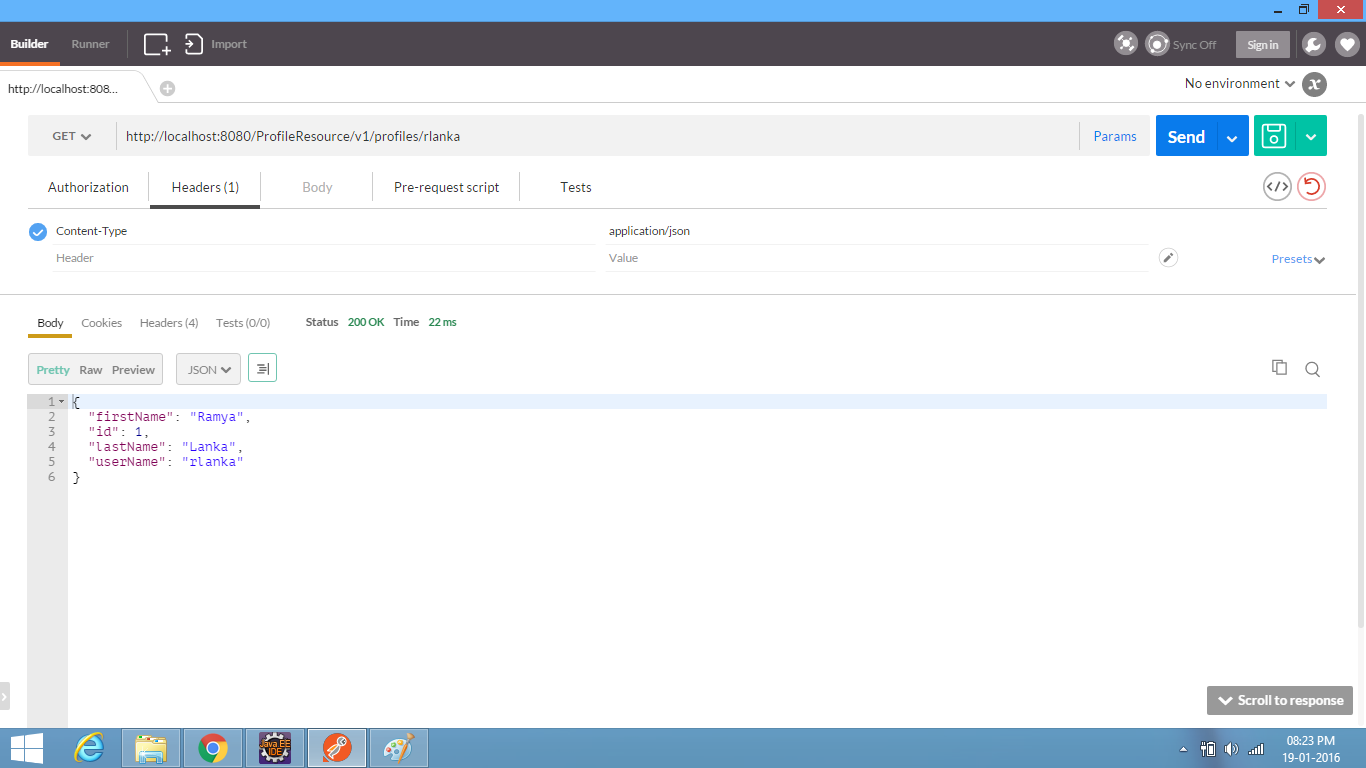 Builder Runner Import Sync Off Sign in
http://localhost:808... No environment
GET http://localhost:8080/ProfileResource/v1/profiles/rlanka Params Send
Authorization Headers (1) Body Pre-request script Tests
Content-Type application/json
Header Value Presets
Body Cookies Headers (4) Tests (0/0) Status 200 OK Time 22 ms
Pretty Raw Preview JSON
1 {
2 "firstName": "Ramya",
3 "id": 1,
4 "lastName": "Lanka",
5 "userName": "rlanka"
6 }
Scroll to response
Java EE
IDE
08:23 PM
19-01-2016